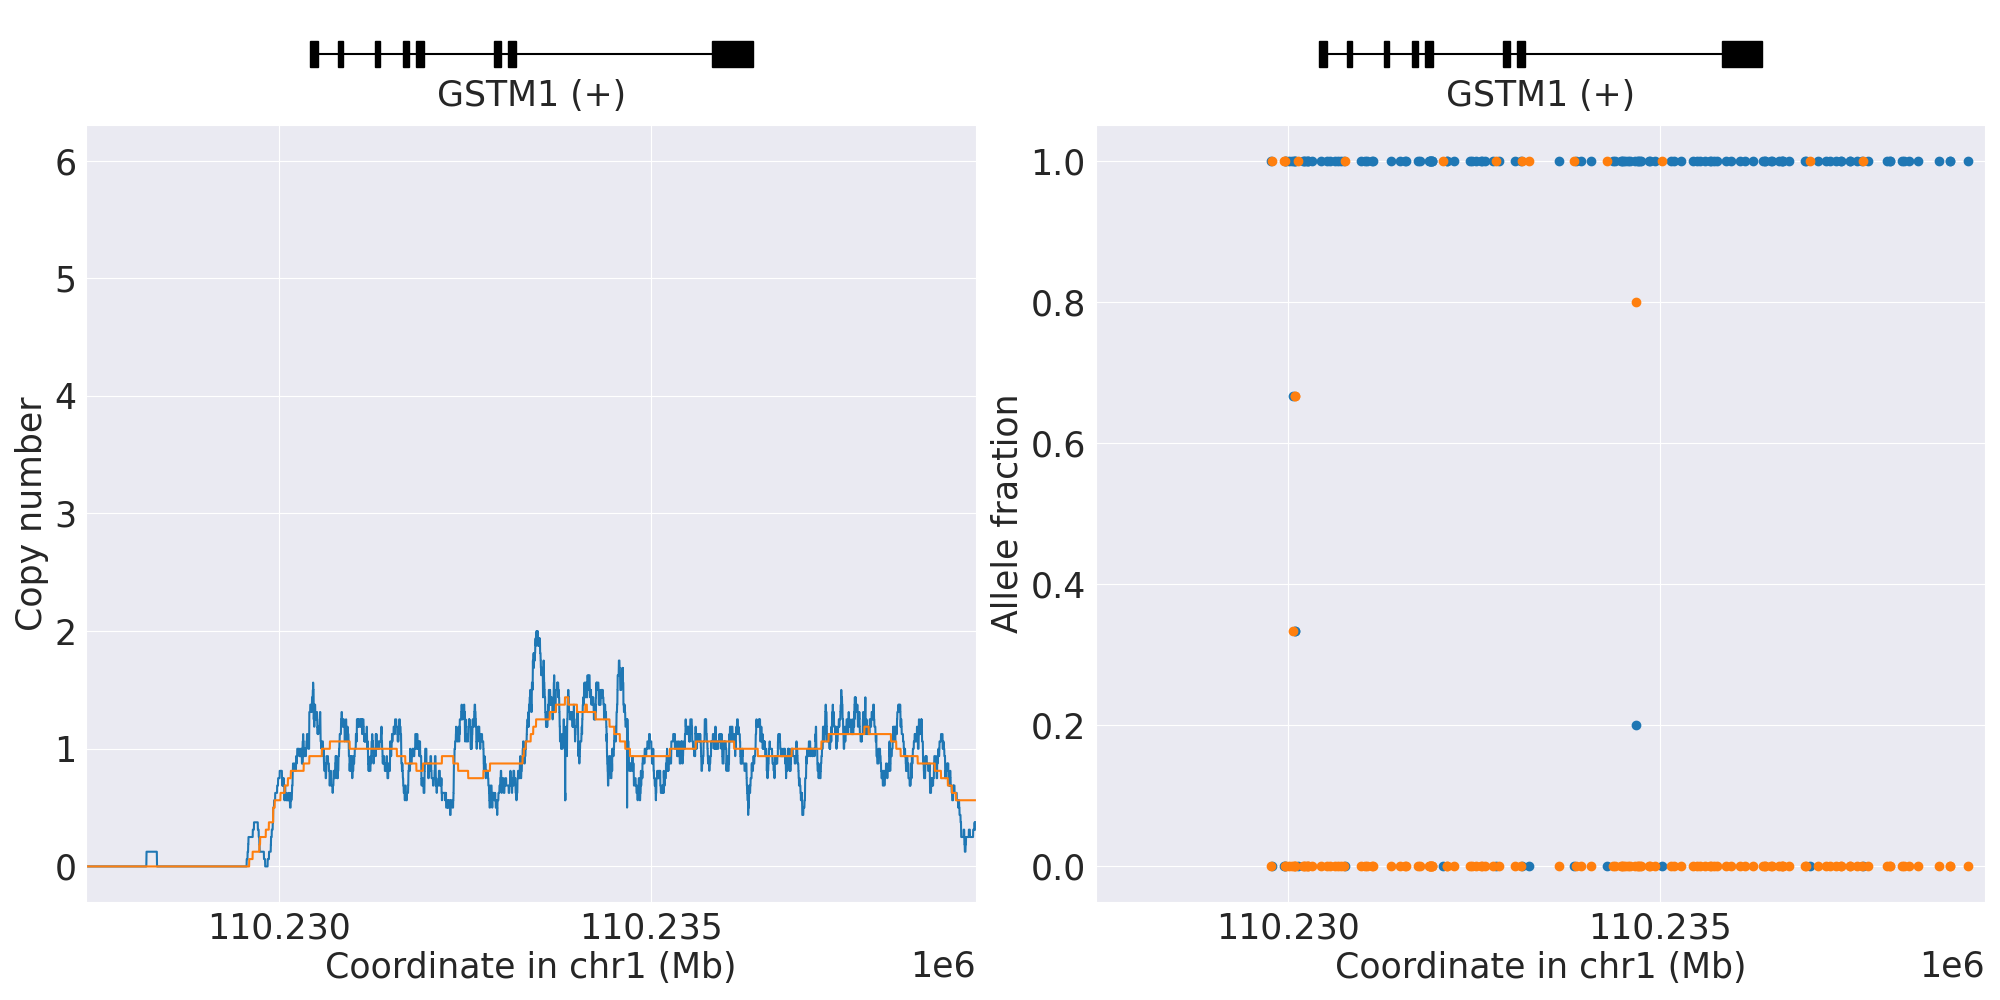 GSTM1 (+)
Copy number
6
5
4
3
2
1
0
110.230
110.235
Coordinate in chr1 (Mb)
1e6
GSTM1 (+)
Allele fraction
1.0
0.8
0.6
0.4
0.2
0.0
110.230
110.235
Coordinate in chr1 (Mb)
1e6